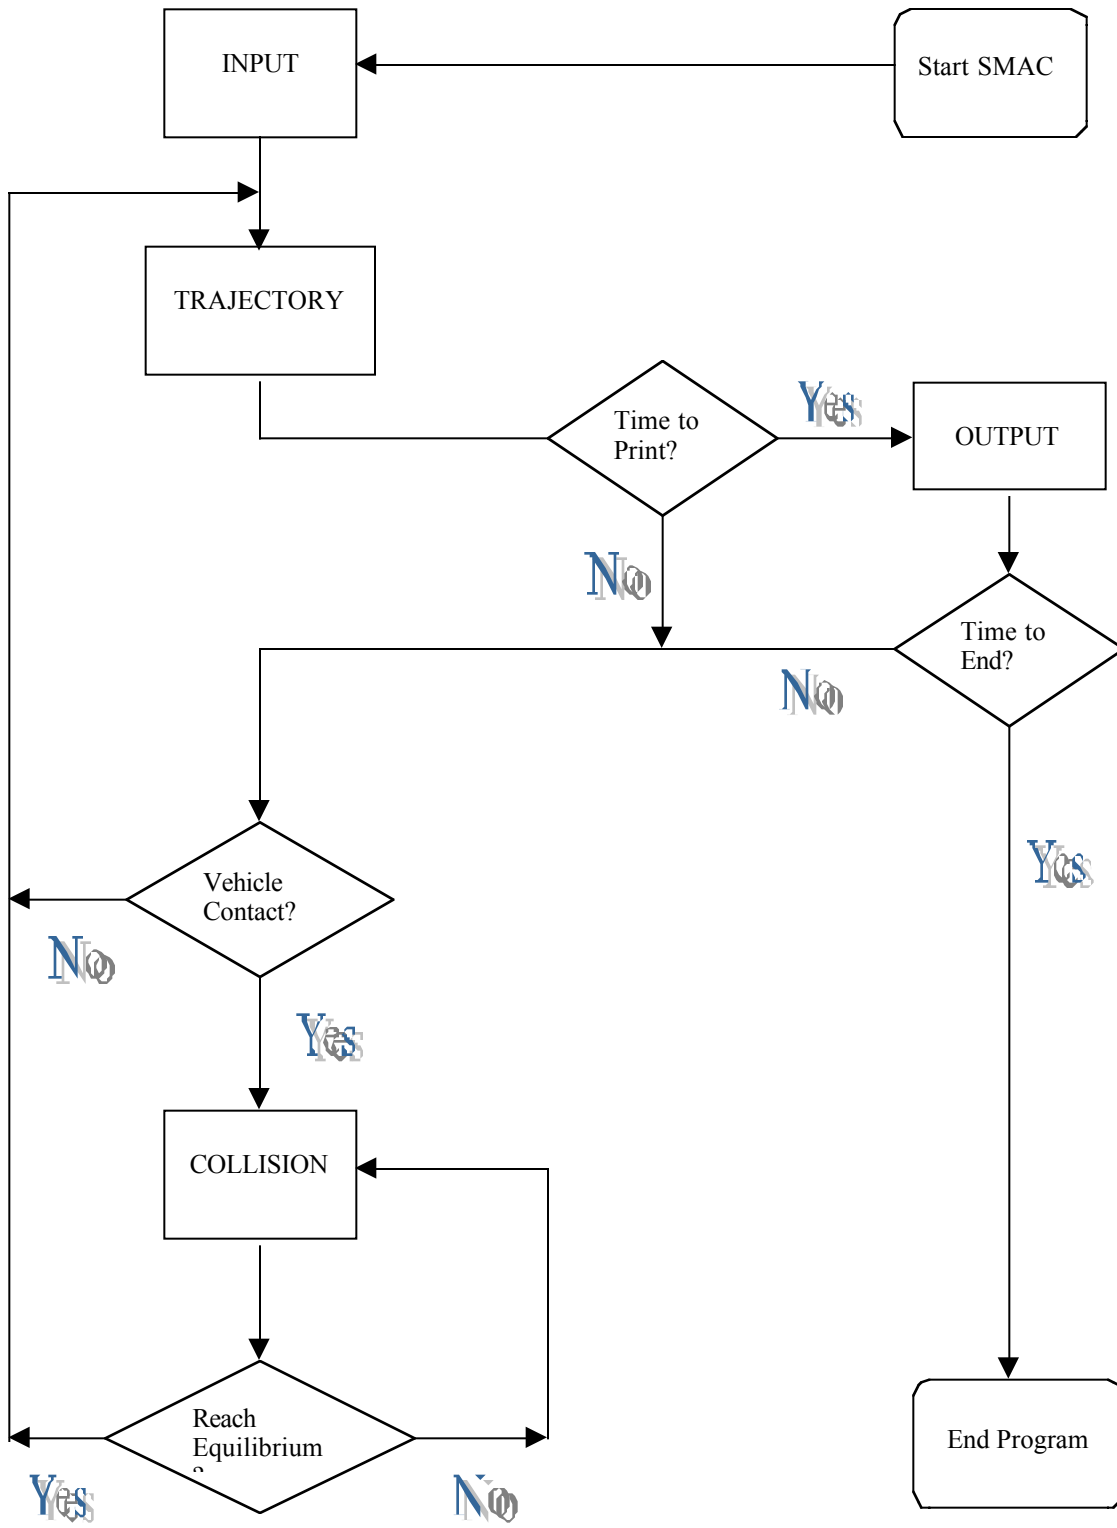 INPUT
Start SMAC
TRAJECTORY
Time to
Print?
Yes
OUTPUT
No
Time to
End?
No
Yes
Vehicle
Contact?
No
Yes
COLLISION
Reach
Equilibrium
?
End Program
Yes
No